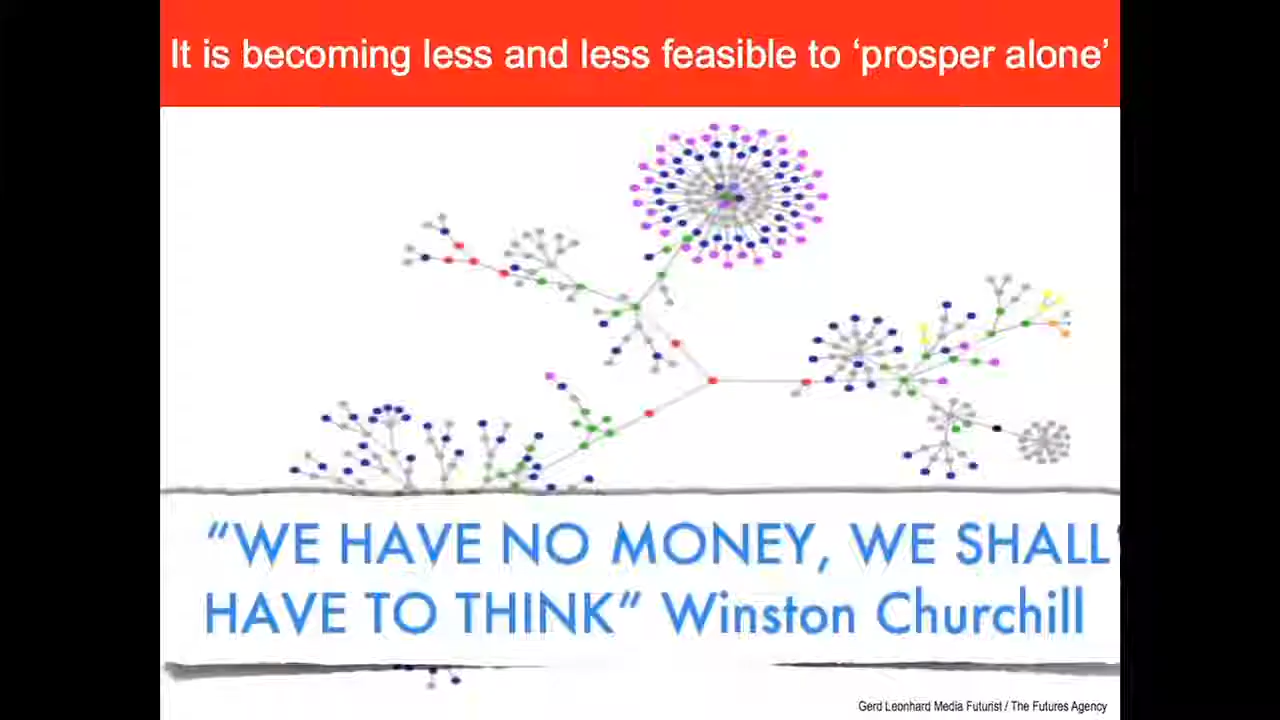 It is becoming less and less feasible to ‘prosper alone’
“WE HAVE NO MONEY, WE SHALL
HAVE TO THINK” Winston Churchill
Gerd Leonhard Media Futurist / The Futures Agency